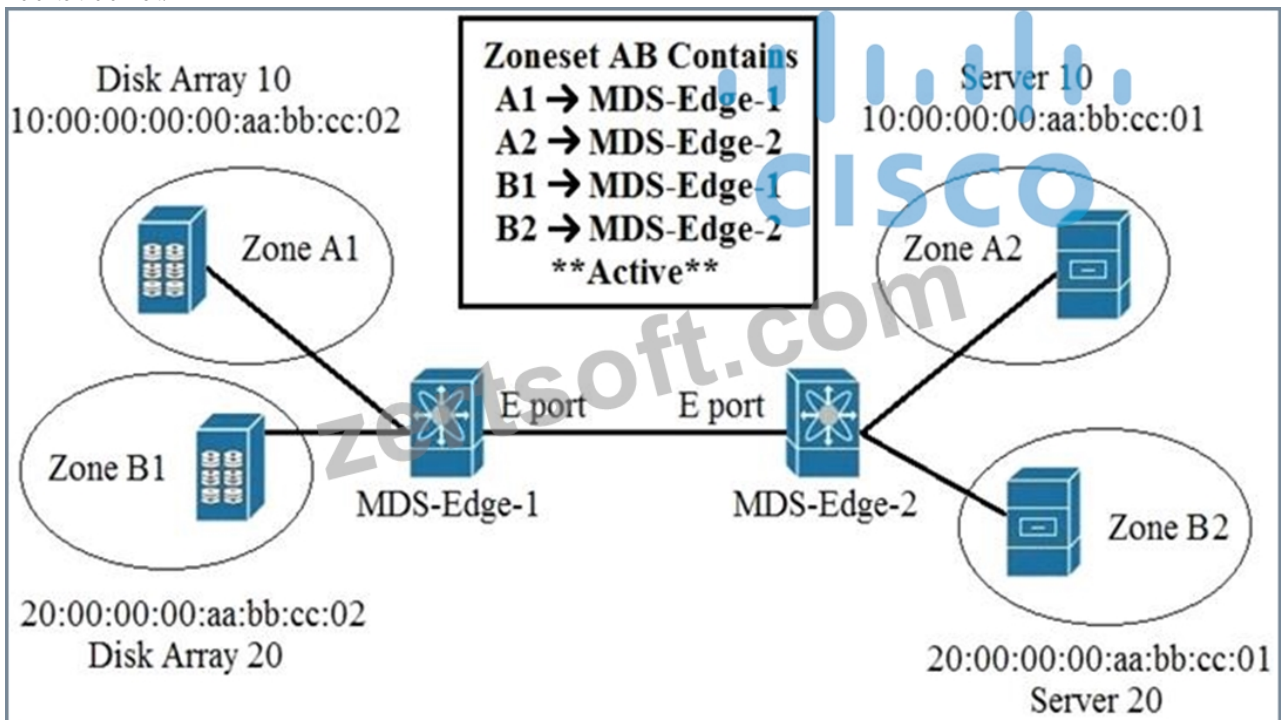 Zoneset AB Contains
A1 → MDS-Edge-1
A2 → MDS-Edge-2
B1 → MDS-Edge-1
B2 → MDS-Edge-2
**Active**
Disk Array 10
10:00:00:00:00:aa:bb:cc:02
Server 10
10:00:00:00:aa:bb:cc:01
CISCO
Zone A1
Zone A2
zertsoft.com
E port
E port
Zone B1
MDS-Edge-1
MDS-Edge-2
Zone B2
20:00:00:00:aa:bb:cc:02
Disk Array 20
20:00:00:00:aa:bb:cc:01
Server 20